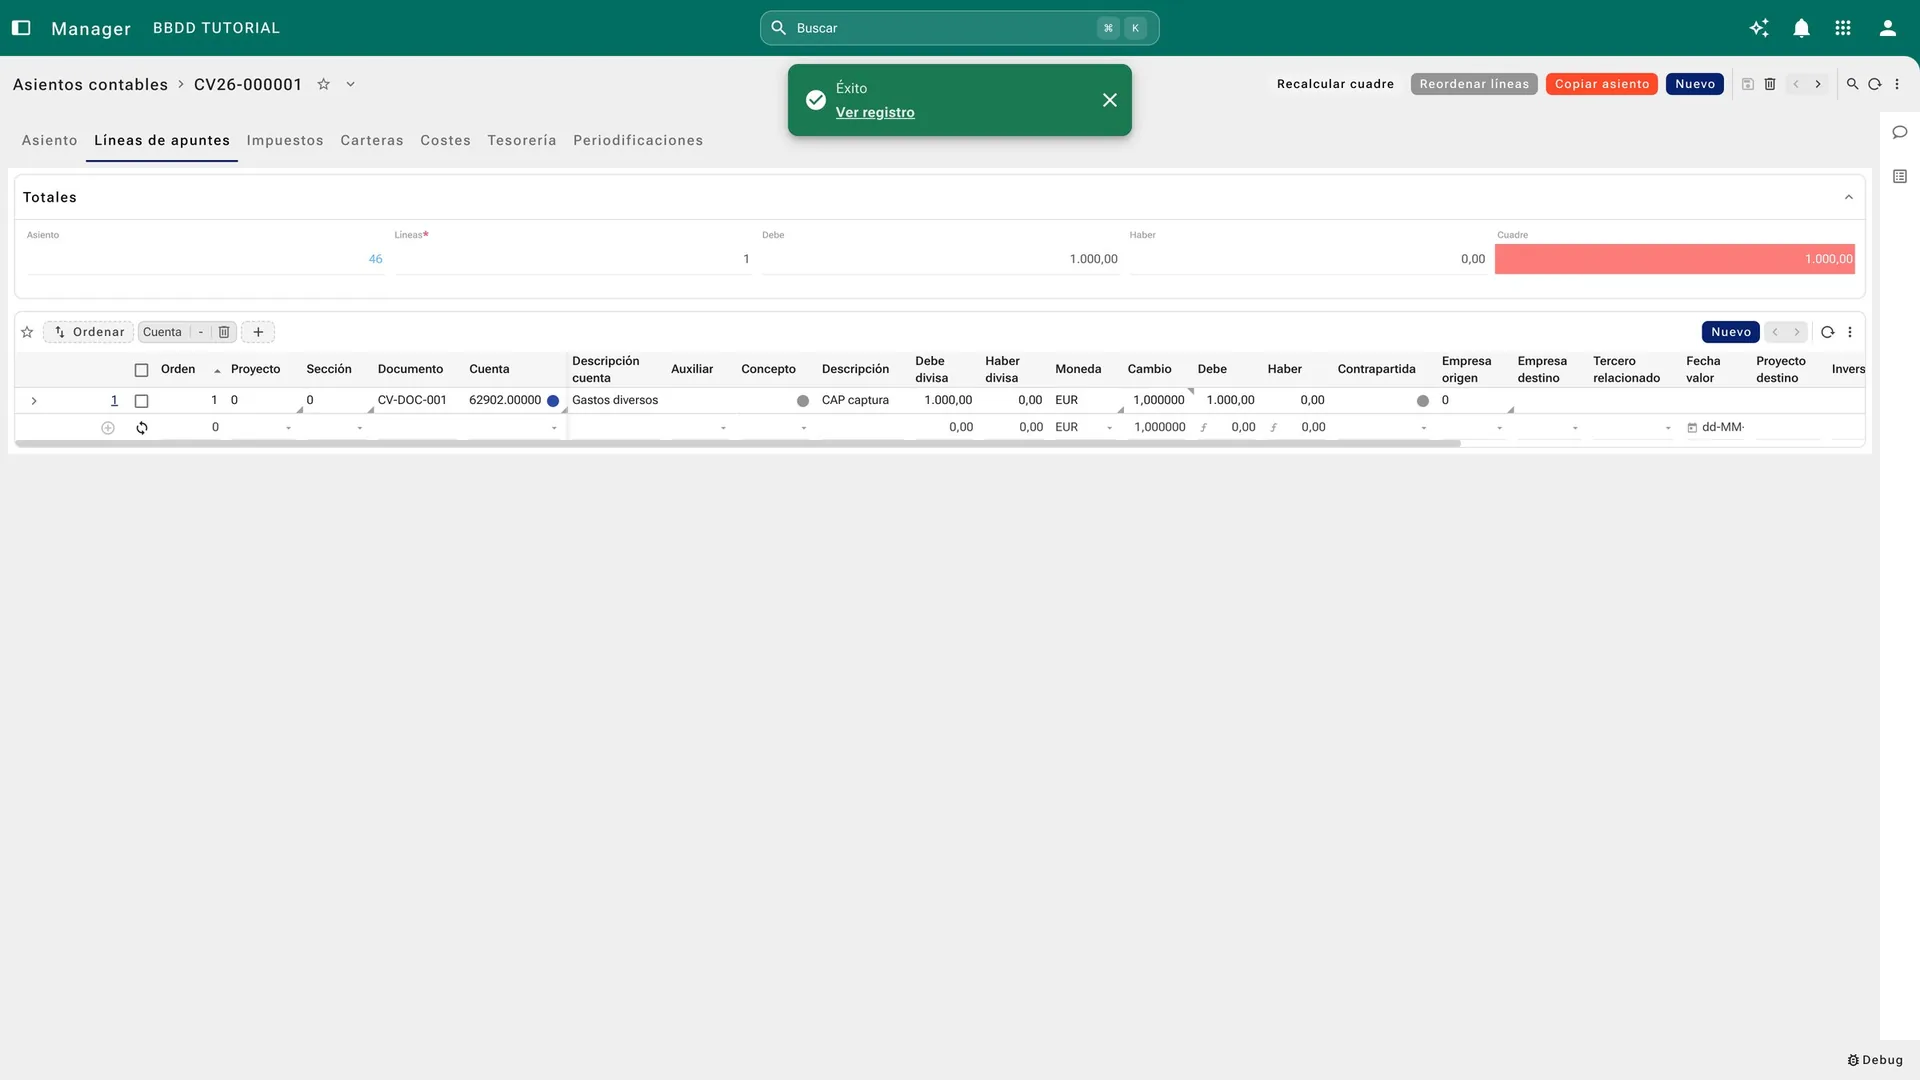 Manager BBDD TUTORIAL Buscar ⌘ K
Asientos contables > CV26-000001
Éxito
Ver registro
Recalcular cuadre Reordenar líneas Copiar asiento Nuevo
Asiento Líneas de apuntes Impuestos Carteras Costes Tesorería Periodificaciones
Totales
Asiento Líneas* Debe Haber Cuadre
46 1 1.000,00 0,00 1.000,00
Ordenar Cuenta - + Nuevo
Orden Proyecto Sección Documento Cuenta Descripción cuenta Auxiliar Concepto Descripción Debe divisa Haber divisa Moneda Cambio Debe Haber Contrapartida Empresa origen Empresa destino Tercero relacionado Fecha valor Proyecto destino Invers
1 1 0 0 CV-DOC-001 62902.00000 Gastos diversos CAP captura 1.000,00 0,00 EUR 1,000000 1.000,00 0,00 0
0 0,00 0,00 EUR 1,000000 ƒ 0,00 ƒ 0,00 dd-MM-
Debug